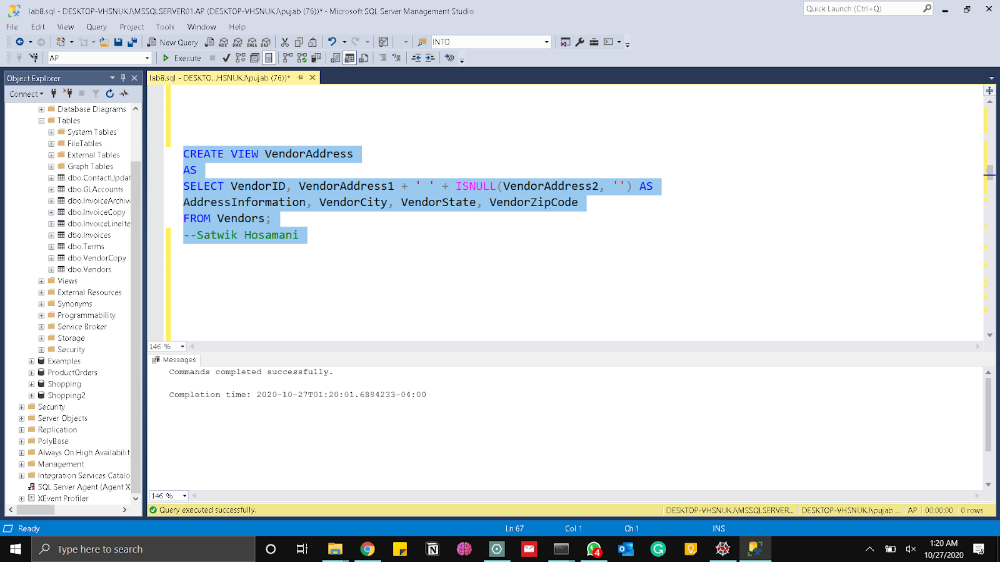 lab8.sql - DESKTOP-VHSNUKJ\MSSQLSERVER01.AP (DESKTOP-VHSNUKJ\pujab (76))* - Microsoft SQL Server Management Studio
Quick Launch (Ctrl+Q)
File Edit View Query Project Tools Window Help
New Query MDX DMX XMLA DAX INTO
AP Execute
Object Explorer
lab8.sql - DESKTO...HSNUKJ\pujab (76))*
Connect
Database Diagrams
Tables
System Tables
FileTables
External Tables
Graph Tables
dbo.ContactUpdat
dbo.GLAccounts
dbo.InvoiceArchiv
dbo.InvoiceCopy
dbo.InvoiceLineIte
dbo.Invoices
dbo.Terms
dbo.VendorCopy
dbo.Vendors
Views
External Resources
Synonyms
Programmability
Service Broker
Storage
Security
Examples
ProductOrders
Shopping
Shopping2
Security
Server Objects
Replication
PolyBase
Always On High Availabilit
Management
Integration Services Catalo
SQL Server Agent (Agent X
XEvent Profiler
CREATE VIEW VendorAddress
AS
SELECT VendorID, VendorAddress1 + ' ' + ISNULL(VendorAddress2, '') AS
AddressInformation, VendorCity, VendorState, VendorZipCode
FROM Vendors;
--Satwik Hosamani
146 %
Messages
Commands completed successfully.
Completion time: 2020-10-27T01:20:01.6884233-04:00
146 %
Query executed successfully.
DESKTOP-VHSNUKJ\MSSQLSERVER... DESKTOP-VHSNUKJ\pujab ... AP 00:00:00 0 rows
Ready Ln 67 Col 1 Ch 1 INS
Type here to search
4
1:20 AM
10/27/2020